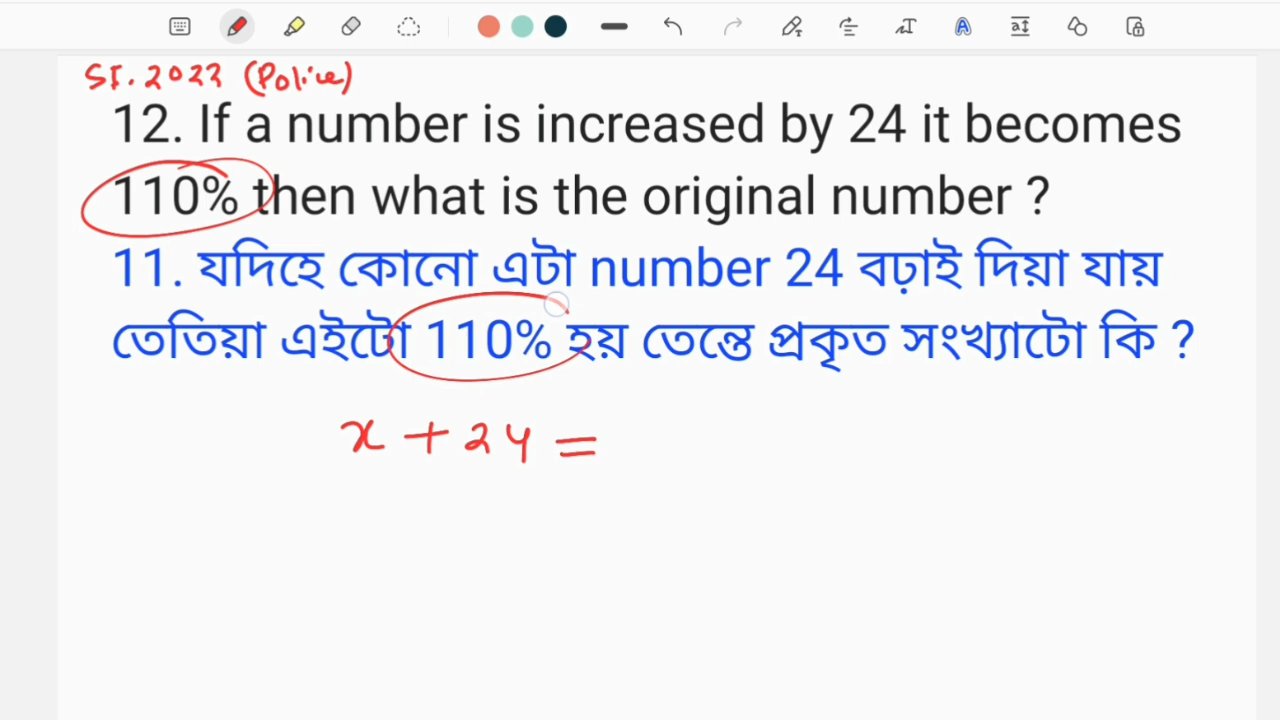 SI. 2023 (Police)
12. If a number is increased by 24 it becomes
110% then what is the original number ?
11. যদিহে কোনো এটা number 24 বঢ়াই দিয়া যায়
তেতিয়া এইটো 110% হয় তেন্তে প্ৰকৃত সংখ্যাটো কি ?
x + 24 =